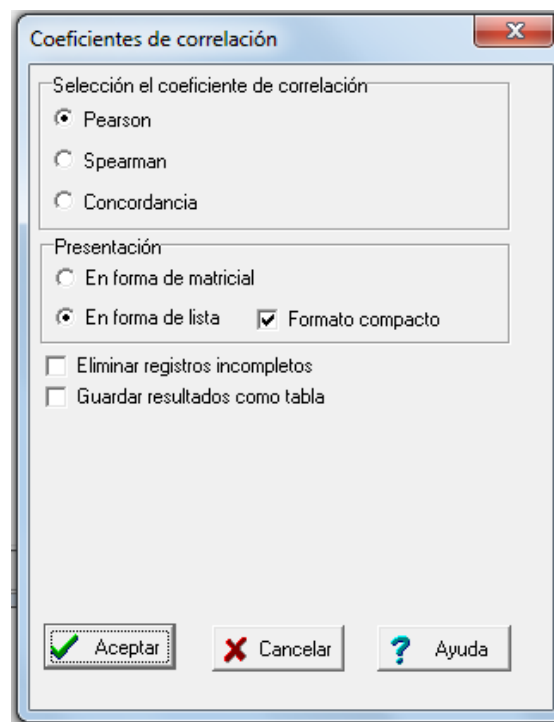 Coeficientes de correlación
Selección el coeficiente de correlación
Pearson
Spearman
Concordancia
Presentación
En forma de matricial
En forma de lista Formato compacto
Eliminar registros incompletos
Guardar resultados como tabla
Aceptar Cancelar Ayuda